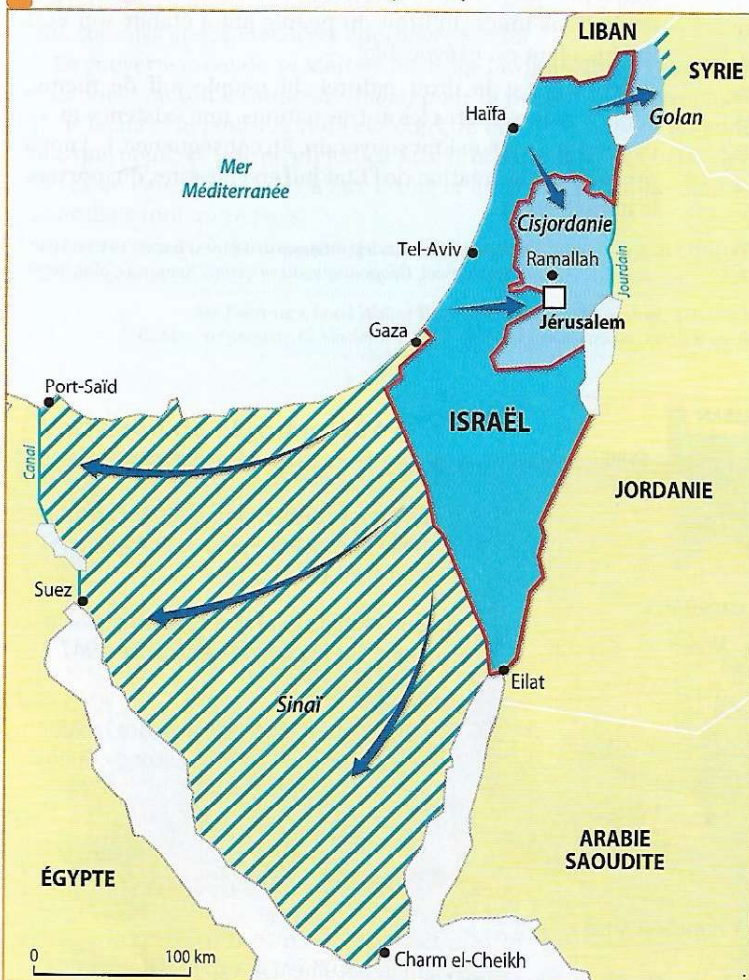 LIBAN
SYRIE
Golan
Haïfa
Mer
Méditerranée
Cisjordanie
Tel-Aviv
Ramallah
Jourdain
Jérusalem
Gaza
Port-Saïd
ISRAËL
Canal
JORDANIE
Suez
Eilat
Sinaï
ARABIE
SAOUDITE
ÉGYPTE
0
100 km
Charm el-Cheikh